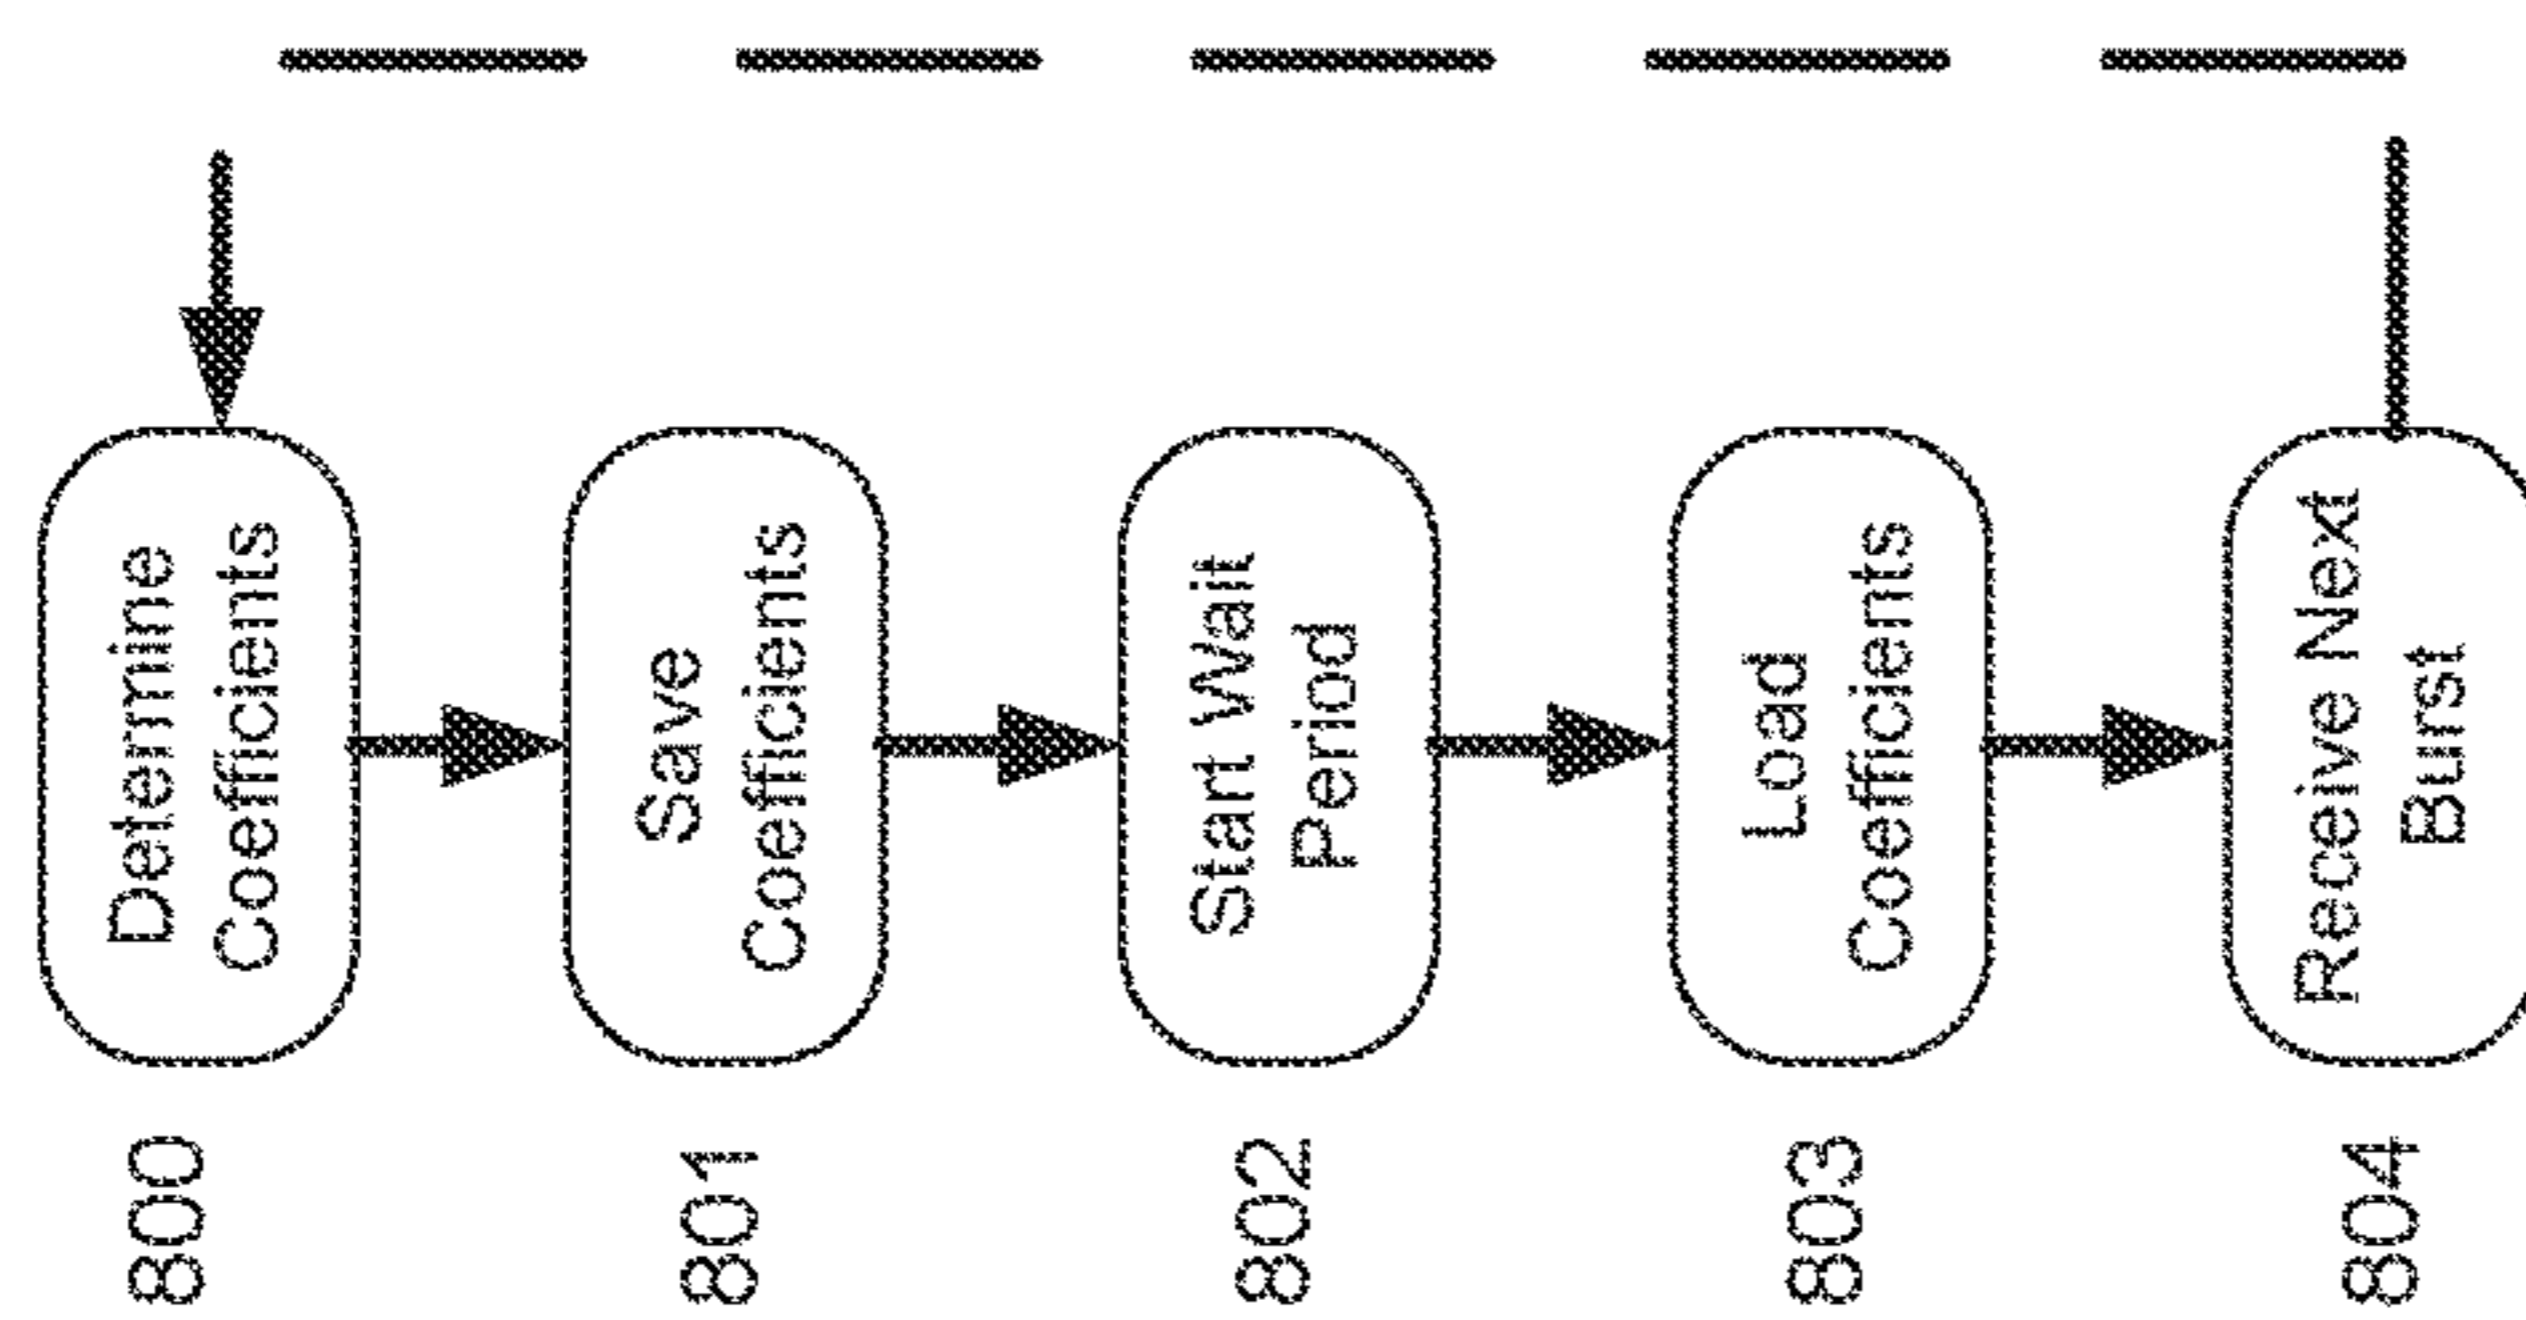 800
Determine
Coefficients
801
Save
Coefficients
802
Start Wait
Period
803
Load
Coefficients
804
Receive Next
Burst